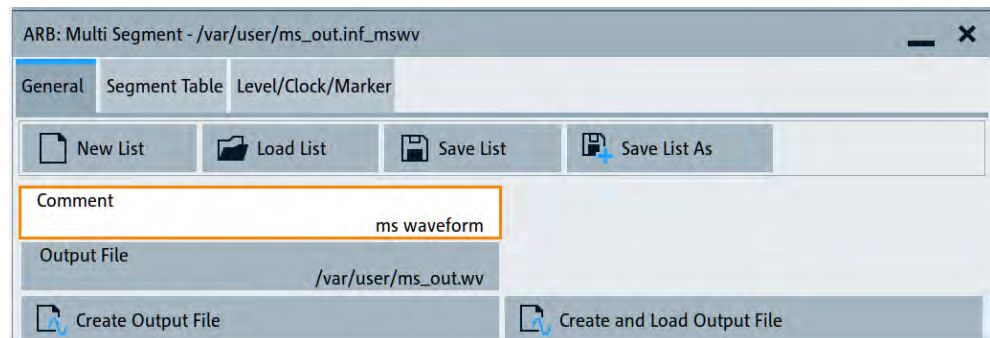 ARB: Multi Segment - /var/user/ms_out.inf_mswv
General Segment Table Level/Clock/Marker
New List Load List Save List Save List As
Comment
ms waveform
Output File
/var/user/ms_out.wv
Create Output File Create and Load Output File